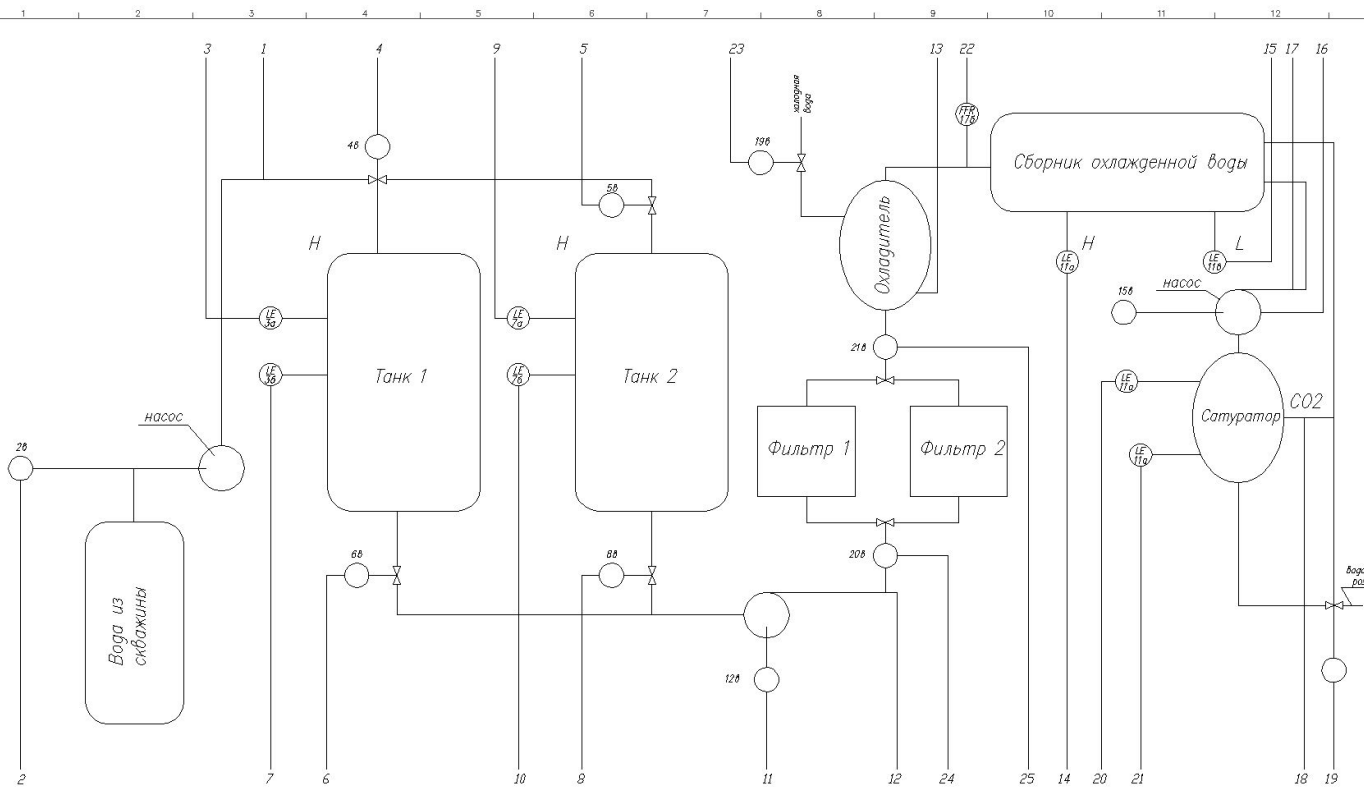 1 2 3 4 5 6 7 8 9 10 11 12
3 1 4 9 5 23 13 22 15 17 16
холодная
вода
FFR
17б
4в
19в
5в
Сборник охлажденной воды
Охладитель
H
H
H
L
LE
11а
LE
11в
насос
15в
LE
3а
LE
7а
21в
LE
3б
LE
7б
Танк 1
Танк 2
LE
11а
CO2
Сатуратор
насос
2в
Фильтр 1
Фильтр 2
LE
11а
6в
8в
20в
Вода
роз
Вода из
скважины
12в
2 7 6 10 8 11 12 24 25 14 20 21 18 19